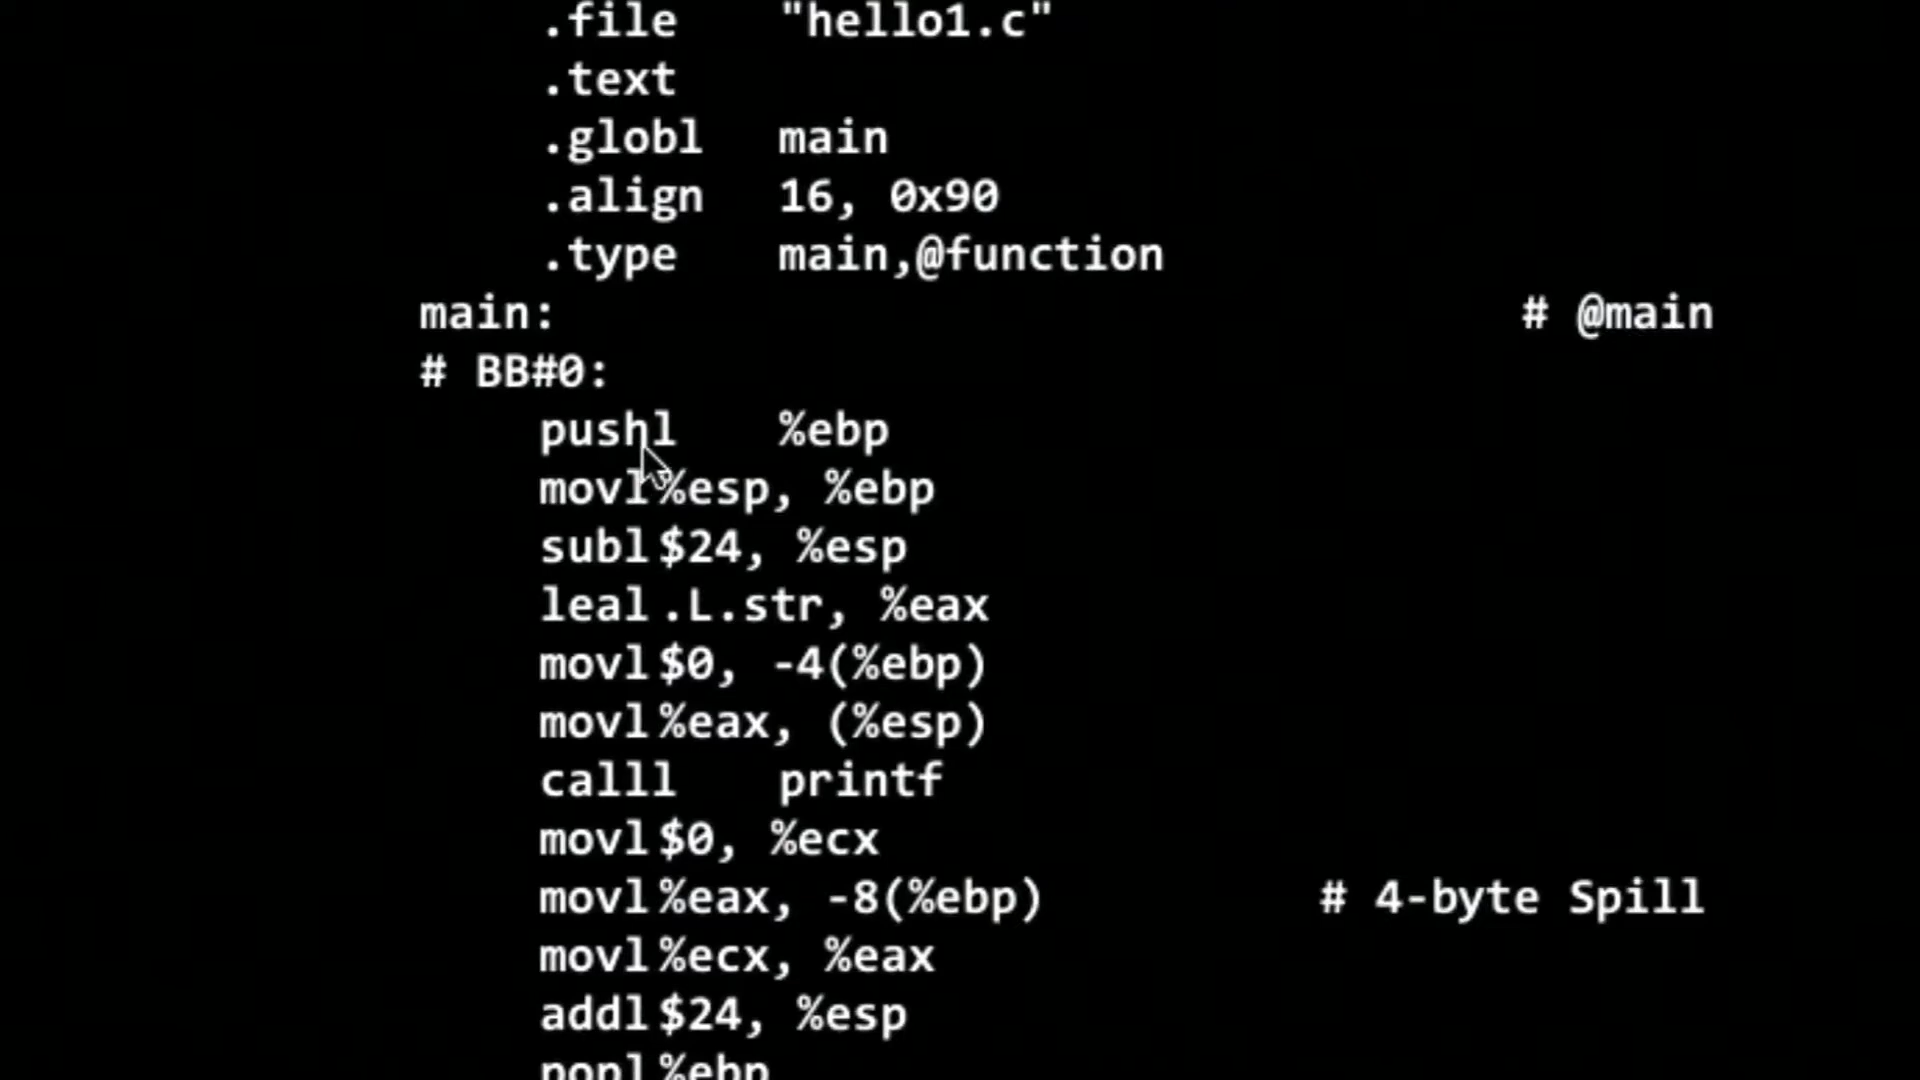 .file "hello1.c"
.text
.globl main
.align 16, 0x90
.type main,@function
main: # @main
# BB#0:
pushl %ebp
movl %esp, %ebp
subl $24, %esp
leal .L.str, %eax
movl $0, -4(%ebp)
movl %eax, (%esp)
calll printf
movl $0, %ecx
movl %eax, -8(%ebp) # 4-byte Spill
movl %ecx, %eax
addl $24, %esp
popl %ebp